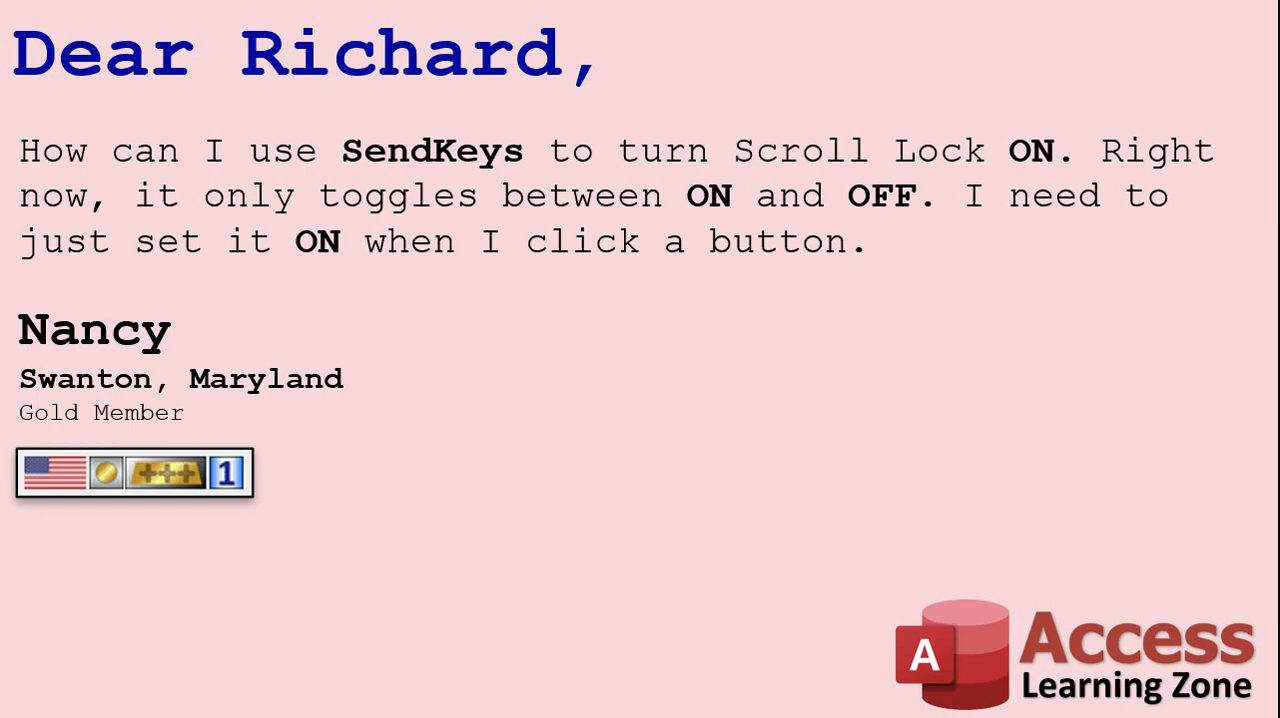 Dear Richard,
How can I use SendKeys to turn Scroll Lock ON. Right
now, it only toggles between ON and OFF. I need to
just set it ON when I click a button.
Nancy
Swanton, Maryland
Gold Member
1
A
Access
Learning Zone